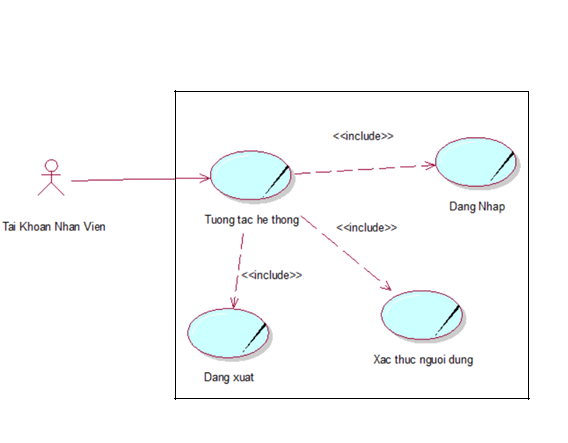 <<include>>
Dang Nhap
Tai Khoan Nhan Vien
Tuong tac he thong
<<include>>
<<include>>
Xac thuc nguoi dung
Dang xuat